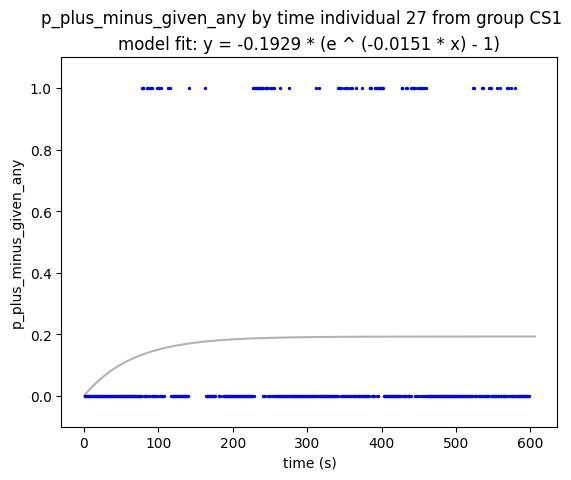 p_plus_minus_given_any by time individual 27 from group CS1
model fit: y = -0.1929 * (e ^ (-0.0151 * x) - 1)
1.0
0.8
0.6
0.4
0.2
0.0
p_plus_minus_given_any
0 100 200 300 400 500 600
time (s)